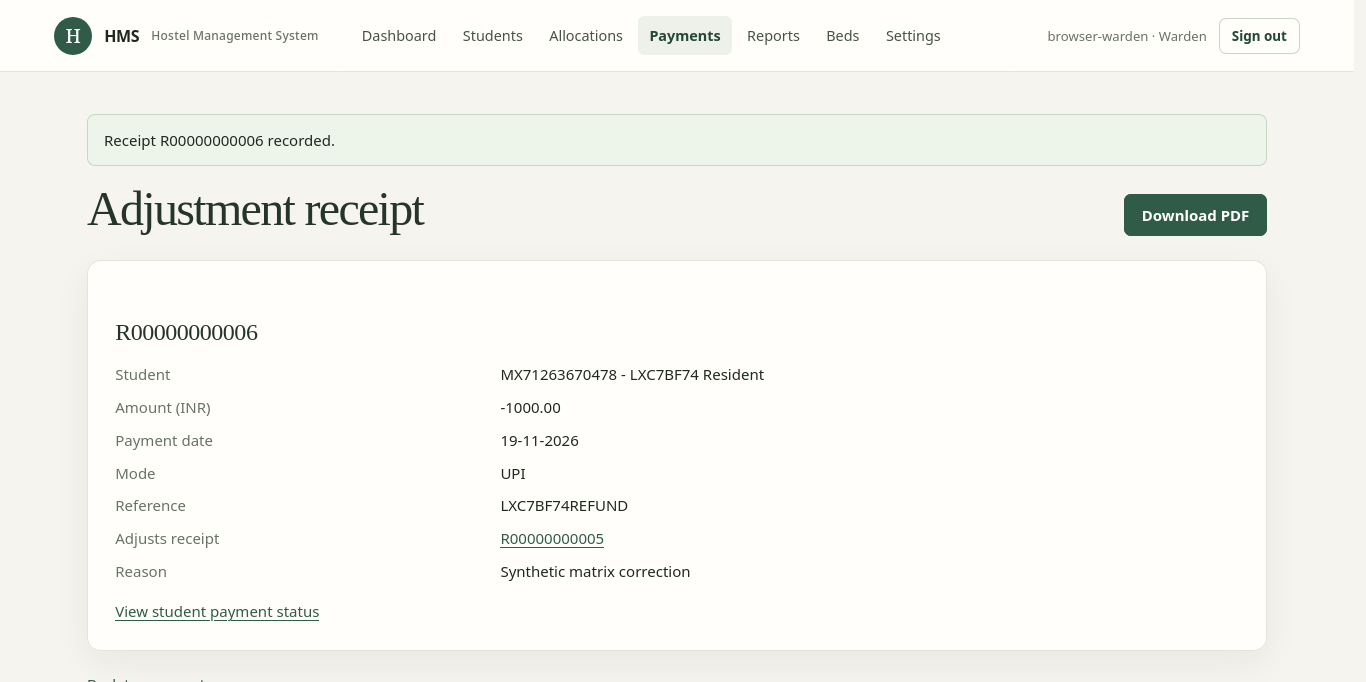 H HMS Hostel Management System Dashboard Students Allocations Payments Reports Beds Settings browser-warden · Warden Sign out
Receipt R00000000006 recorded.
Adjustment receipt Download PDF
R00000000006
Student MX71263670478 - LXC7BF74 Resident
Amount (INR) -1000.00
Payment date 19-11-2026
Mode UPI
Reference LXC7BF74REFUND
Adjusts receipt R00000000005
Reason Synthetic matrix correction
View student payment status